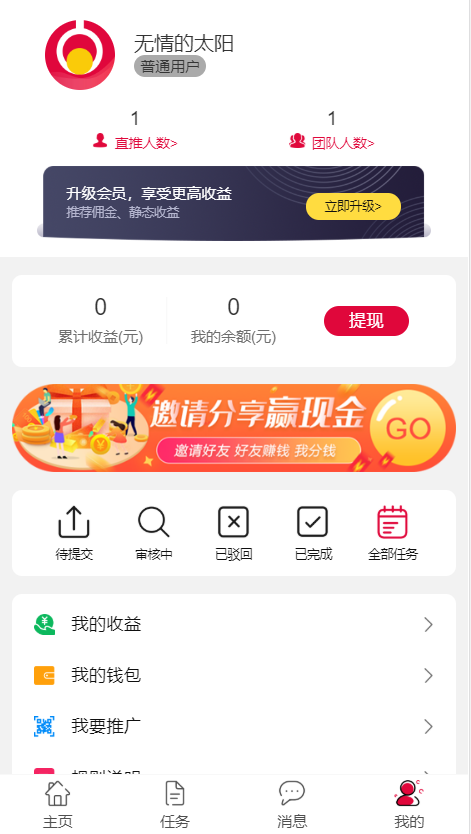 无情的太阳
普通用户
1
1
直推人数>
团队人数>
升级会员，享受更高收益
推荐佣金、静态收益
立即升级>
0
0
累计收益(元)
我的余额(元)
提现
邀请分享赢现金
GO
邀请好友 好友赚钱 我分钱
待提交
审核中
已驳回
已完成
全部任务
我的收益
我的钱包
我要推广
规则说明
主页
任务
消息
我的